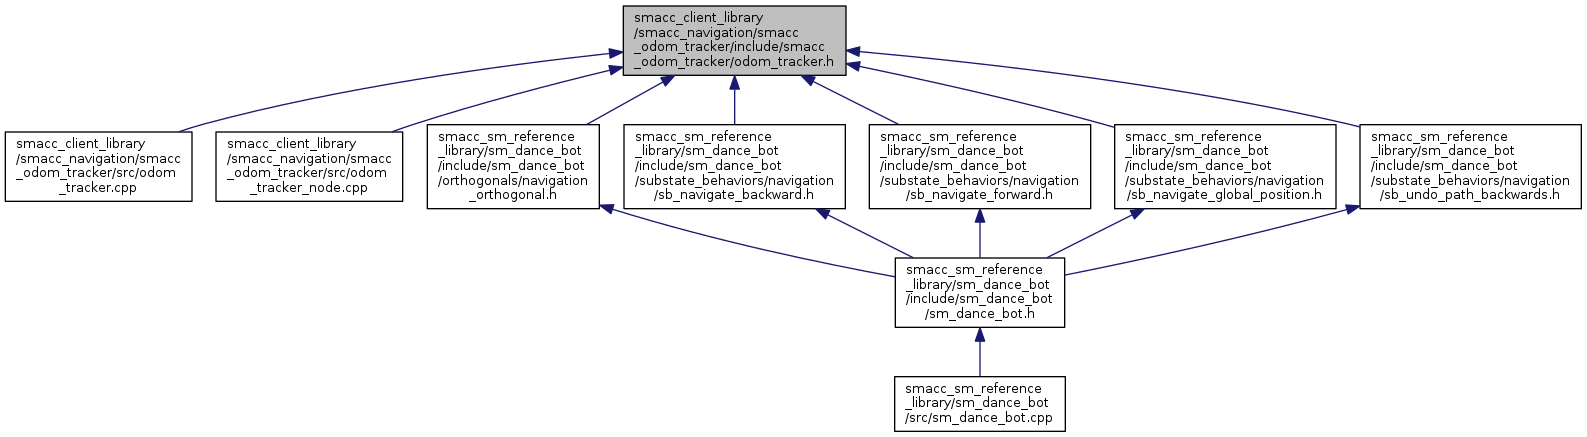 smacc_client_library
/smacc_navigation/smacc
_odom_tracker/include/smacc
_odom_tracker/odom_tracker.h
smacc_client_library
/smacc_navigation/smacc
_odom_tracker/src/odom
_tracker.cpp
smacc_client_library
/smacc_navigation/smacc
_odom_tracker/src/odom
_tracker_node.cpp
smacc_sm_reference
_library/sm_dance_bot
/include/sm_dance_bot
/orthogonals/navigation
_orthogonal.h
smacc_sm_reference
_library/sm_dance_bot
/include/sm_dance_bot
/substate_behaviors/navigation
/sb_navigate_backward.h
smacc_sm_reference
_library/sm_dance_bot
/include/sm_dance_bot
/substate_behaviors/navigation
/sb_navigate_forward.h
smacc_sm_reference
_library/sm_dance_bot
/include/sm_dance_bot
/substate_behaviors/navigation
/sb_navigate_global_position.h
smacc_sm_reference
_library/sm_dance_bot
/include/sm_dance_bot
/substate_behaviors/navigation
/sb_undo_path_backwards.h
smacc_sm_reference
_library/sm_dance_bot
/include/sm_dance_bot
/sm_dance_bot.h
smacc_sm_reference
_library/sm_dance_bot
/src/sm_dance_bot.cpp